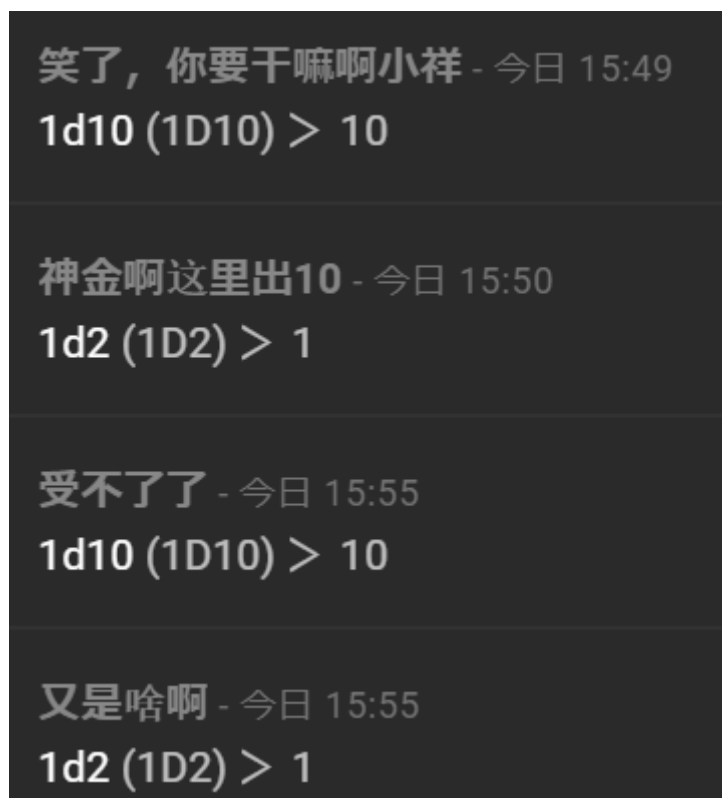 笑了，你要干嘛啊小祥 - 今日 15:49
1d10 (1D10) ＞ 10
神金啊这里出10 - 今日 15:50
1d2 (1D2) ＞ 1
受不了了 - 今日 15:55
1d10 (1D10) ＞ 10
又是啥啊 - 今日 15:55
1d2 (1D2) ＞ 1